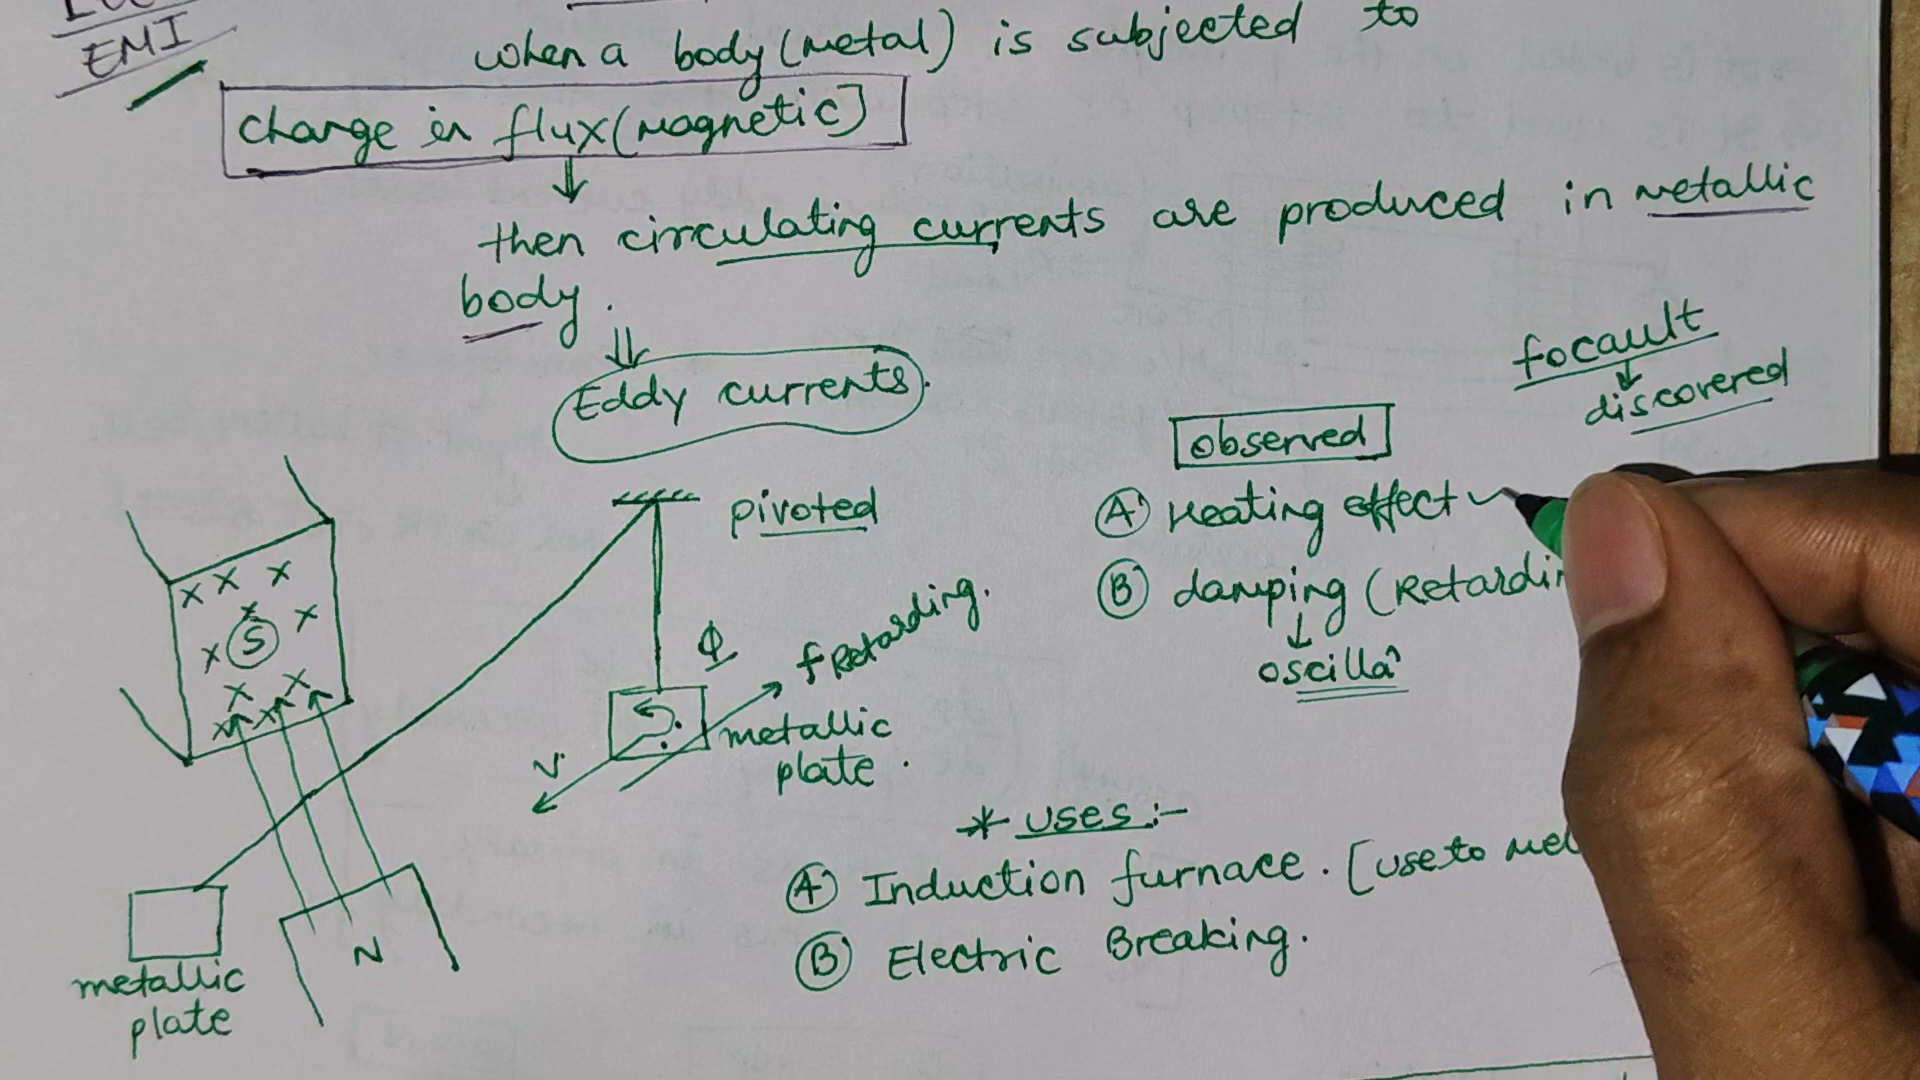 EMI
when a body (metal) is subjected to
change in flux (magnetic]
then circulating currents are produced in metallic
body.
Eddy currents.
focault
discovered
observed
(A) Heating effect
(B) damping (Retardin
oscillaⁿ
pivoted
x x x
x x x
S
x x
x x
ϕ
f Retarding.
metallic
plate.
v
N
metallic
plate
* uses :-
(A) Induction furnace. [use to mel
(B) Electric Breaking.